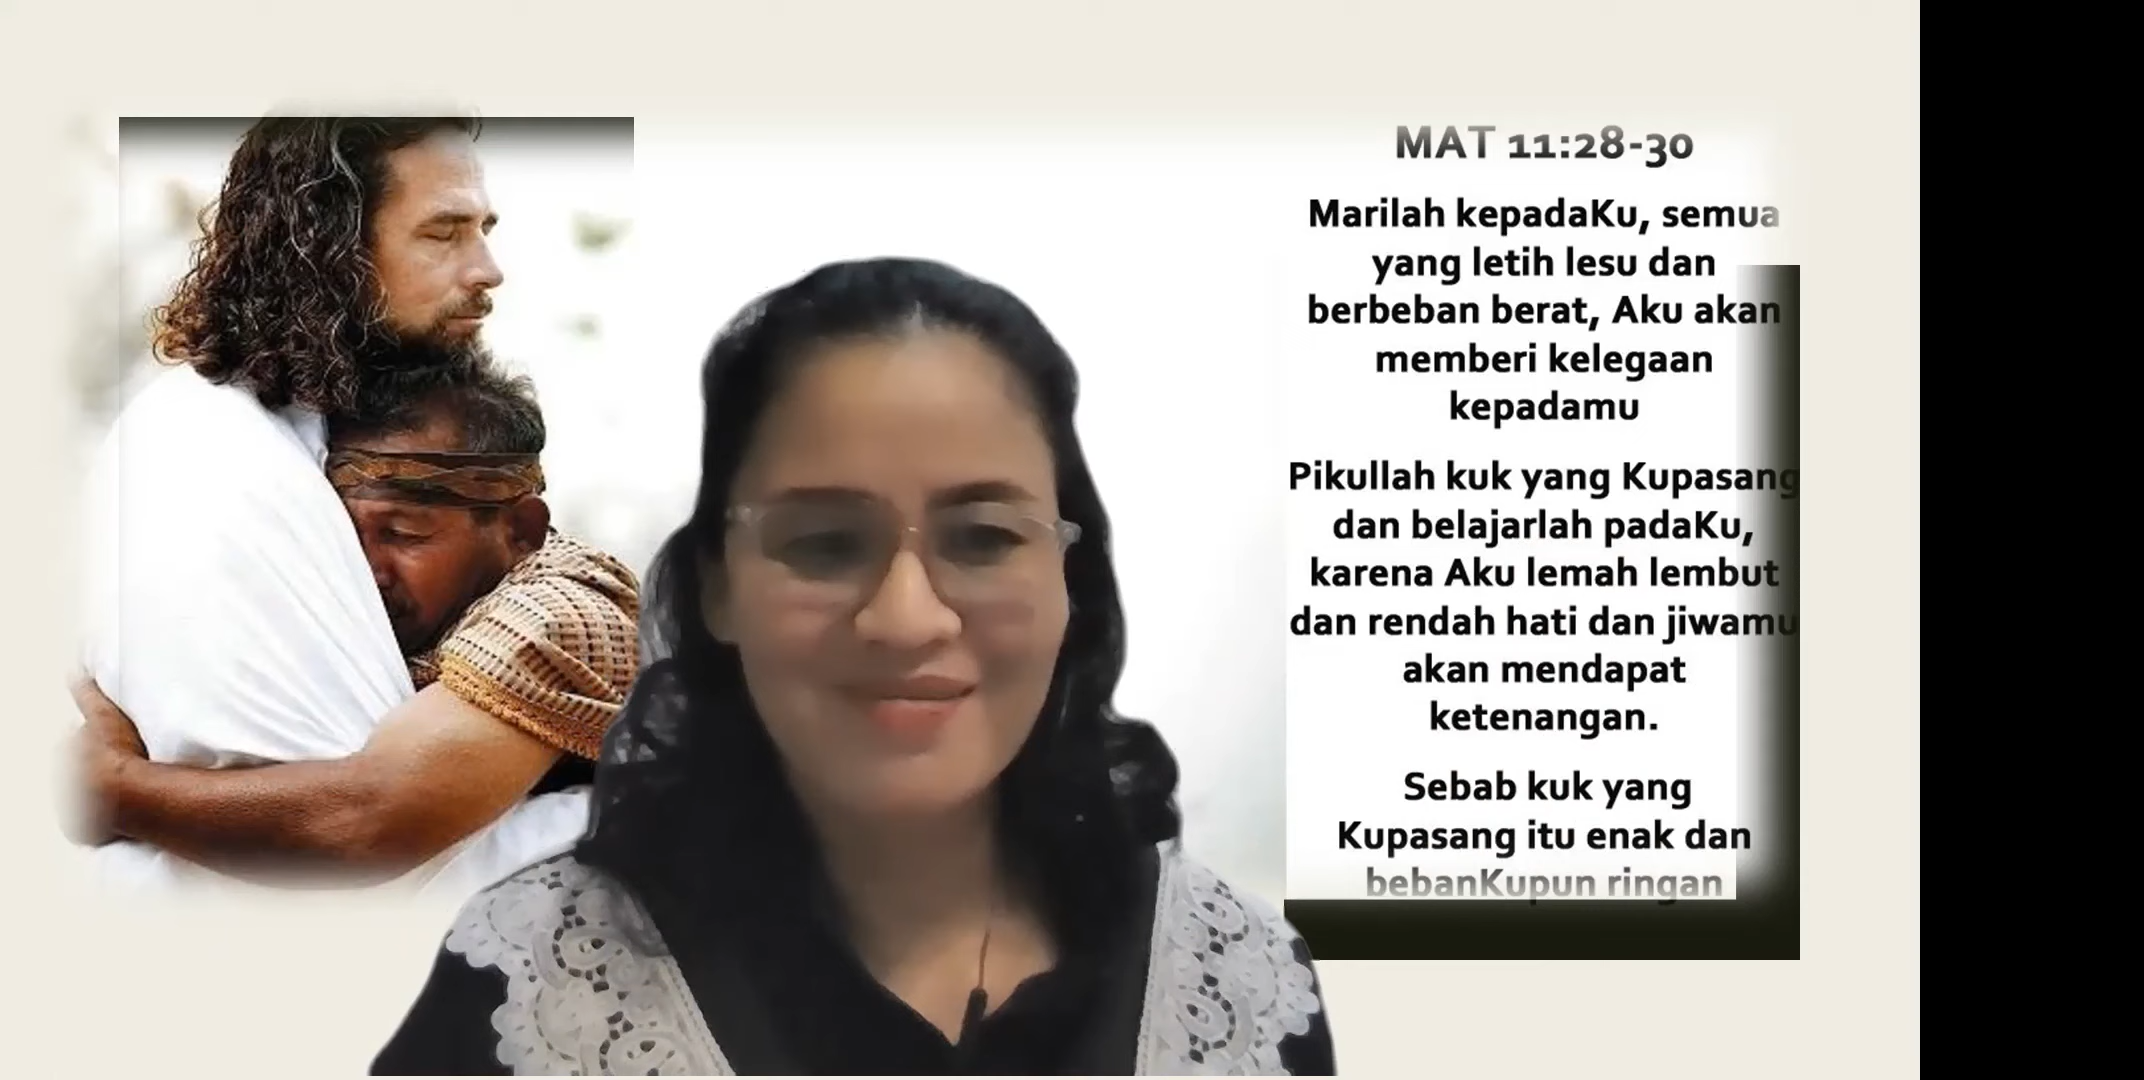 MAT 11:28-30
Marilah kepadaKu, semua
yang letih lesu dan
berbeban berat, Aku akan
memberi kelegaan
kepadamu
Pikullah kuk yang Kupasang
dan belajarlah padaKu,
karena Aku lemah lembut
dan rendah hati dan jiwamu
akan mendapat
ketenangan.
Sebab kuk yang
Kupasang itu enak dan
bebanKupun ringan